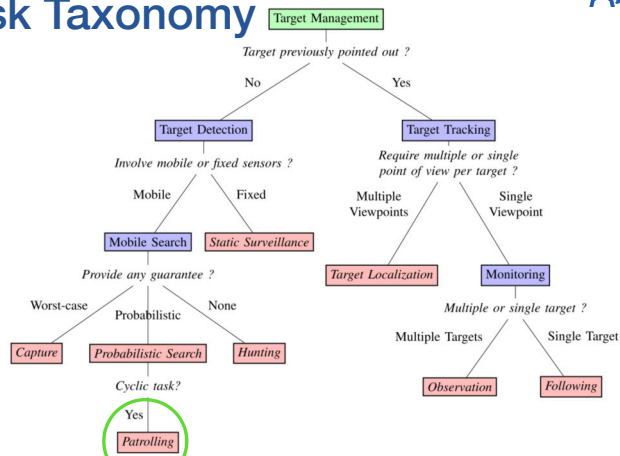 sk Taxonomy
Target Management
Target previously pointed out ?
No
Yes
Target Detection
Target Tracking
Involve mobile or fixed sensors ?
Require multiple or single
point of view per target ?
Mobile
Fixed
Multiple
Viewpoints
Single
Viewpoint
Mobile Search
Static Surveillance
Target Localization
Monitoring
Provide any guarantee ?
Multiple or single target ?
Worst-case
Probabilistic
None
Multiple Targets
Single Target
Capture
Probabilistic Search
Hunting
Observation
Following
Cyclic task?
Yes
Patrolling